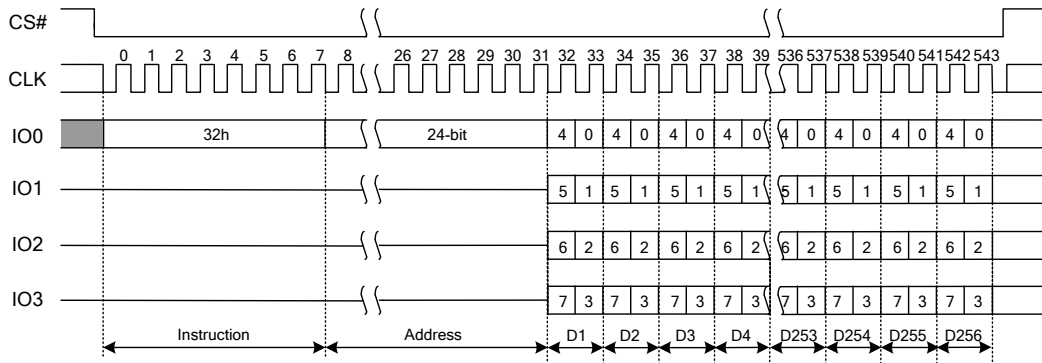 CS#
0 1 2 3 4 5 6 7 8 26 27 28 29 30 31 32 33 34 35 36 37 38 39 536 537 538 539 540 541 542 543
CLK
IO0 32h 24-bit 4 0 4 0 4 0 4 0 4 0 4 0 4 0 4 0
IO1 5 1 5 1 5 1 5 1 5 1 5 1 5 1 5 1
IO2 6 2 6 2 6 2 6 2 6 2 6 2 6 2 6 2
IO3 7 3 7 3 7 3 7 3 7 3 7 3 7 3 7 3
Instruction Address D1 D2 D3 D4 D253 D254 D255 D256